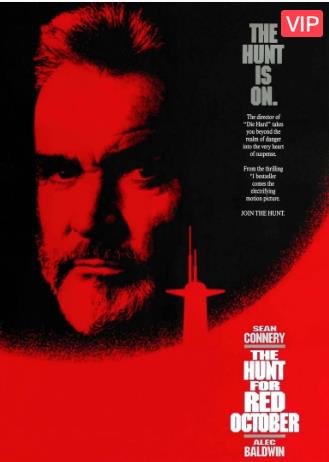 VIP
THE
HUNT
IS
ON.
The director of
"Die Hard" takes
you beyond the
realm of danger
into the very heart
of suspense.
From the thrilling
#1 bestseller
comes the
electrifying
motion picture.
JOIN THE HUNT.
SEAN
CONNERY
THE
HUNT
FOR
RED
OCTOBER
ALEC
BALDWIN